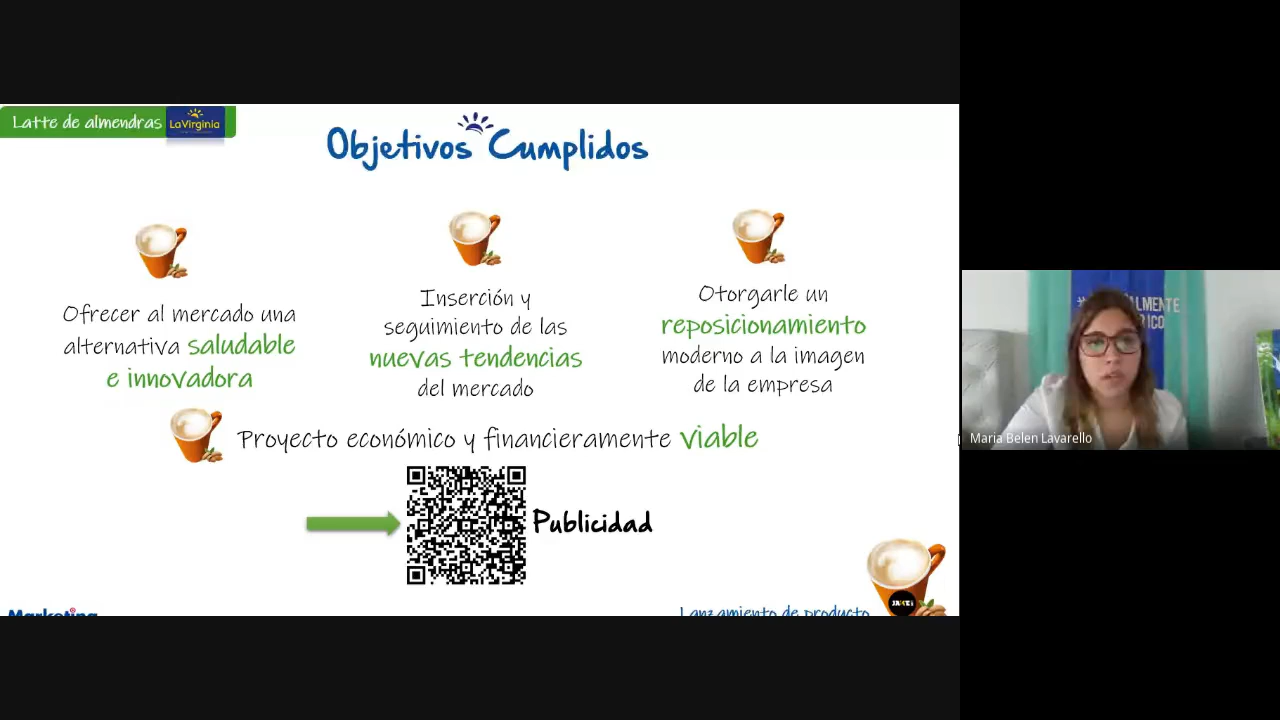 Latte de almendras
LaVirginia
Objetivos Cumplidos
Ofrecer al mercado una
alternativa saludable
e innovadora
Inserción y
seguimiento de las
nuevas tendencias
del mercado
Otorgarle un
reposicionamiento
moderno a la imagen
de la empresa
Proyecto económico y financieramente viable
Publicidad
Marketing
Lanzamiento de producto
Maria Belen Lavarello